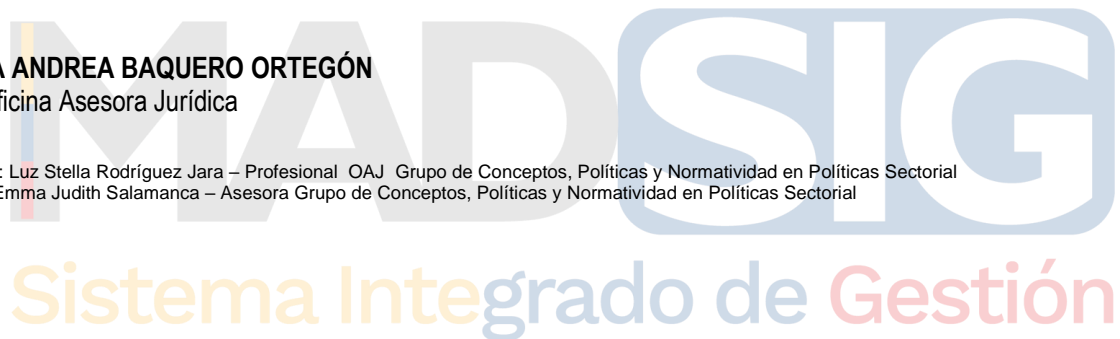 MADSIG
A ANDREA BAQUERO ORTEGÓN
ficina Asesora Jurídica
: Luz Stella Rodríguez Jara – Profesional OAJ Grupo de Conceptos, Políticas y Normatividad en Políticas Sectorial
Emma Judith Salamanca – Asesora Grupo de Conceptos, Políticas y Normatividad en Políticas Sectorial
Sistema Integrado de Gestión